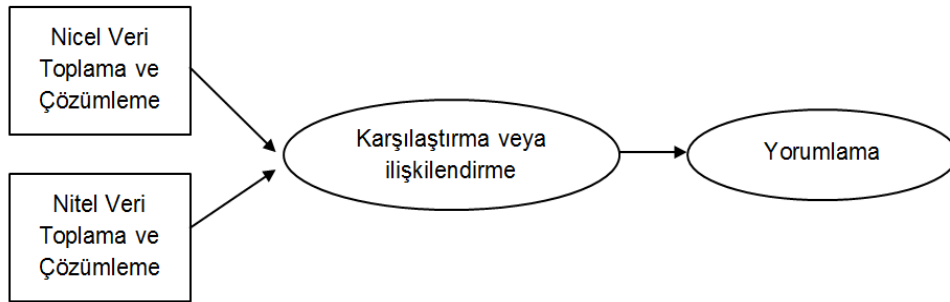 Nicel Veri
Toplama ve
Çözümleme
Nitel Veri
Toplama ve
Çözümleme
Karşılaştırma veya
ilişkilendirme
Yorumlama